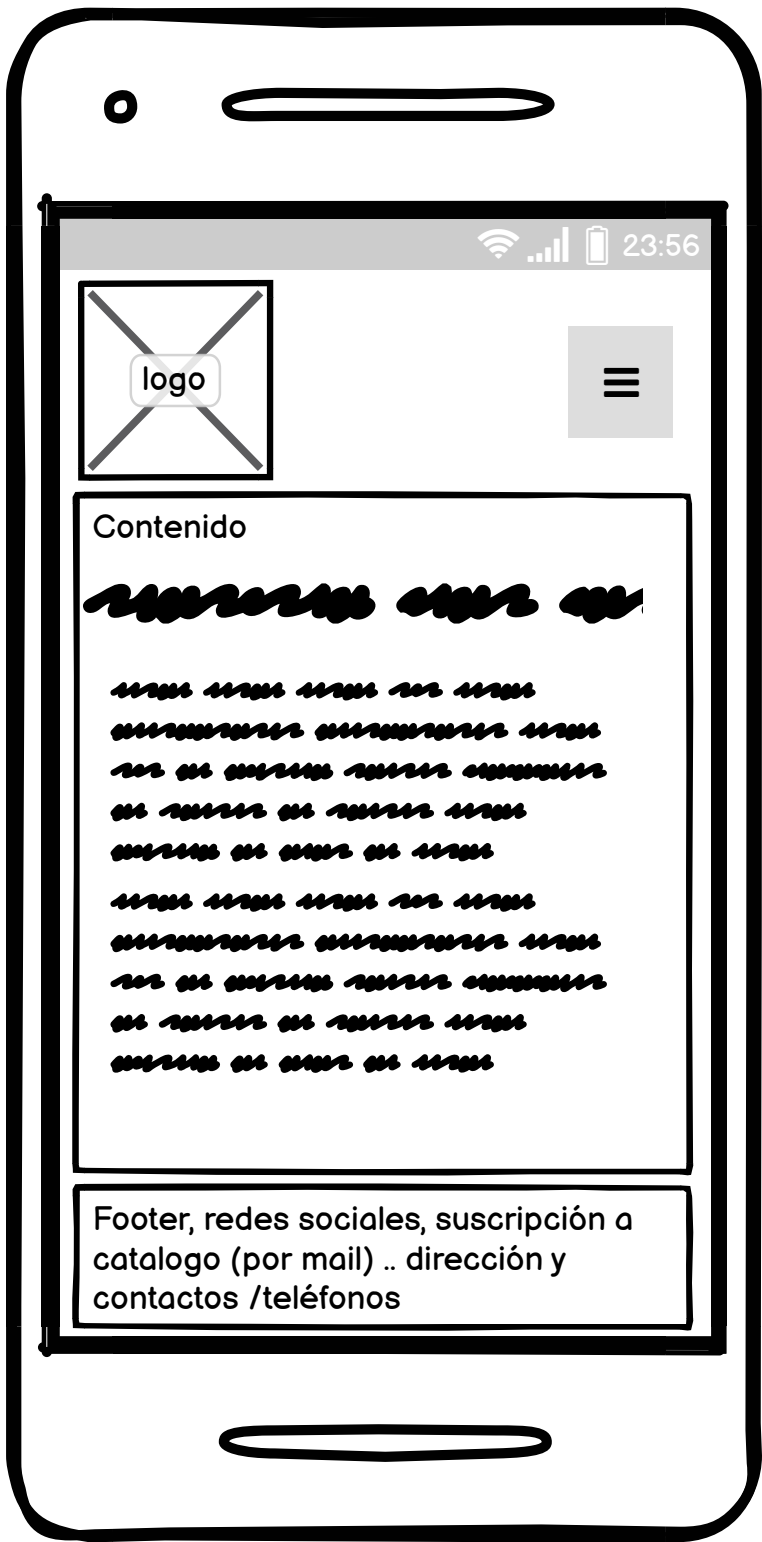 23:56
logo
Contenido
Footer, redes sociales, suscripción a
catalogo (por mail) .. dirección y
contactos /teléfonos